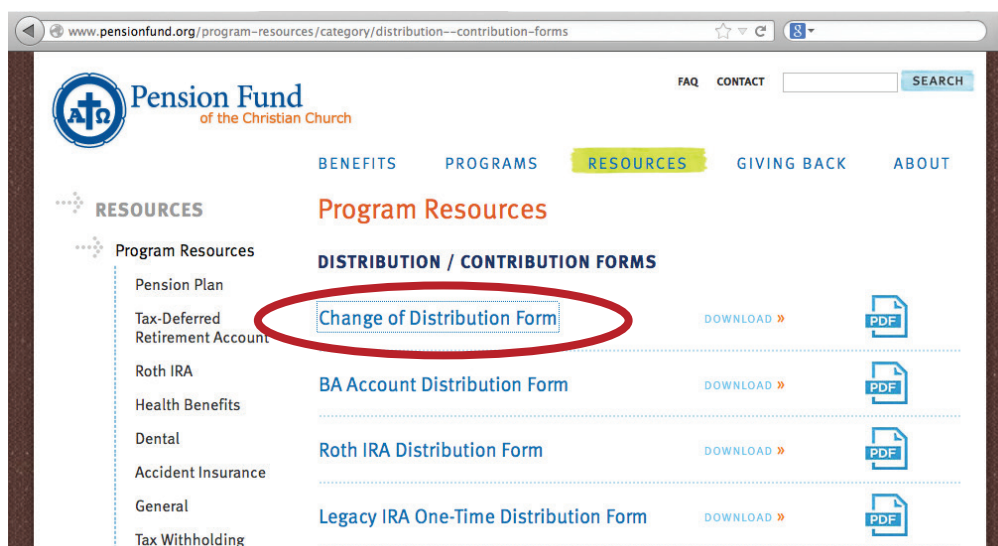 www.pensionfund.org/program-resources/category/distribution--contribution-forms
8
Pension Fund
of the Christian Church
ΑΩ
FAQ CONTACT SEARCH
BENEFITS PROGRAMS RESOURCES GIVING BACK ABOUT
RESOURCES
Program Resources
Pension Plan
Tax-Deferred
Retirement Account
Roth IRA
Health Benefits
Dental
Accident Insurance
General
Tax Withholding
Program Resources
DISTRIBUTION / CONTRIBUTION FORMS
Change of Distribution Form DOWNLOAD » PDF
BA Account Distribution Form DOWNLOAD » PDF
Roth IRA Distribution Form DOWNLOAD » PDF
Legacy IRA One-Time Distribution Form DOWNLOAD » PDF